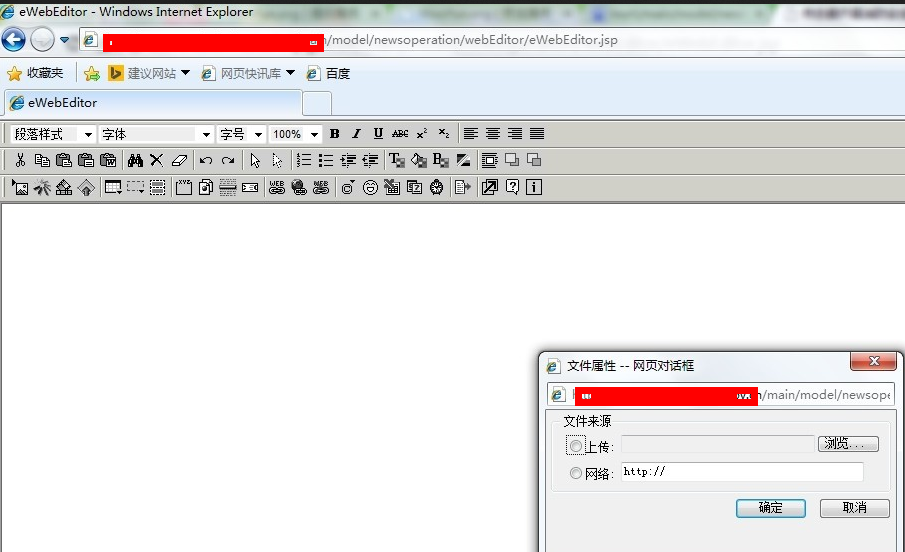 eWebEditor - Windows Internet Explorer
/model/newsoperation/webEditor/eWebEditor.jsp
收藏夹 建议网站 网页快讯库 百度
eWebEditor
段落样式 字体 字号 100% B I U ABC x² x₂
文件属性 -- 网页对话框
/main/model/newsope
文件来源
上传: 浏览...
网络: http://
确定 取消